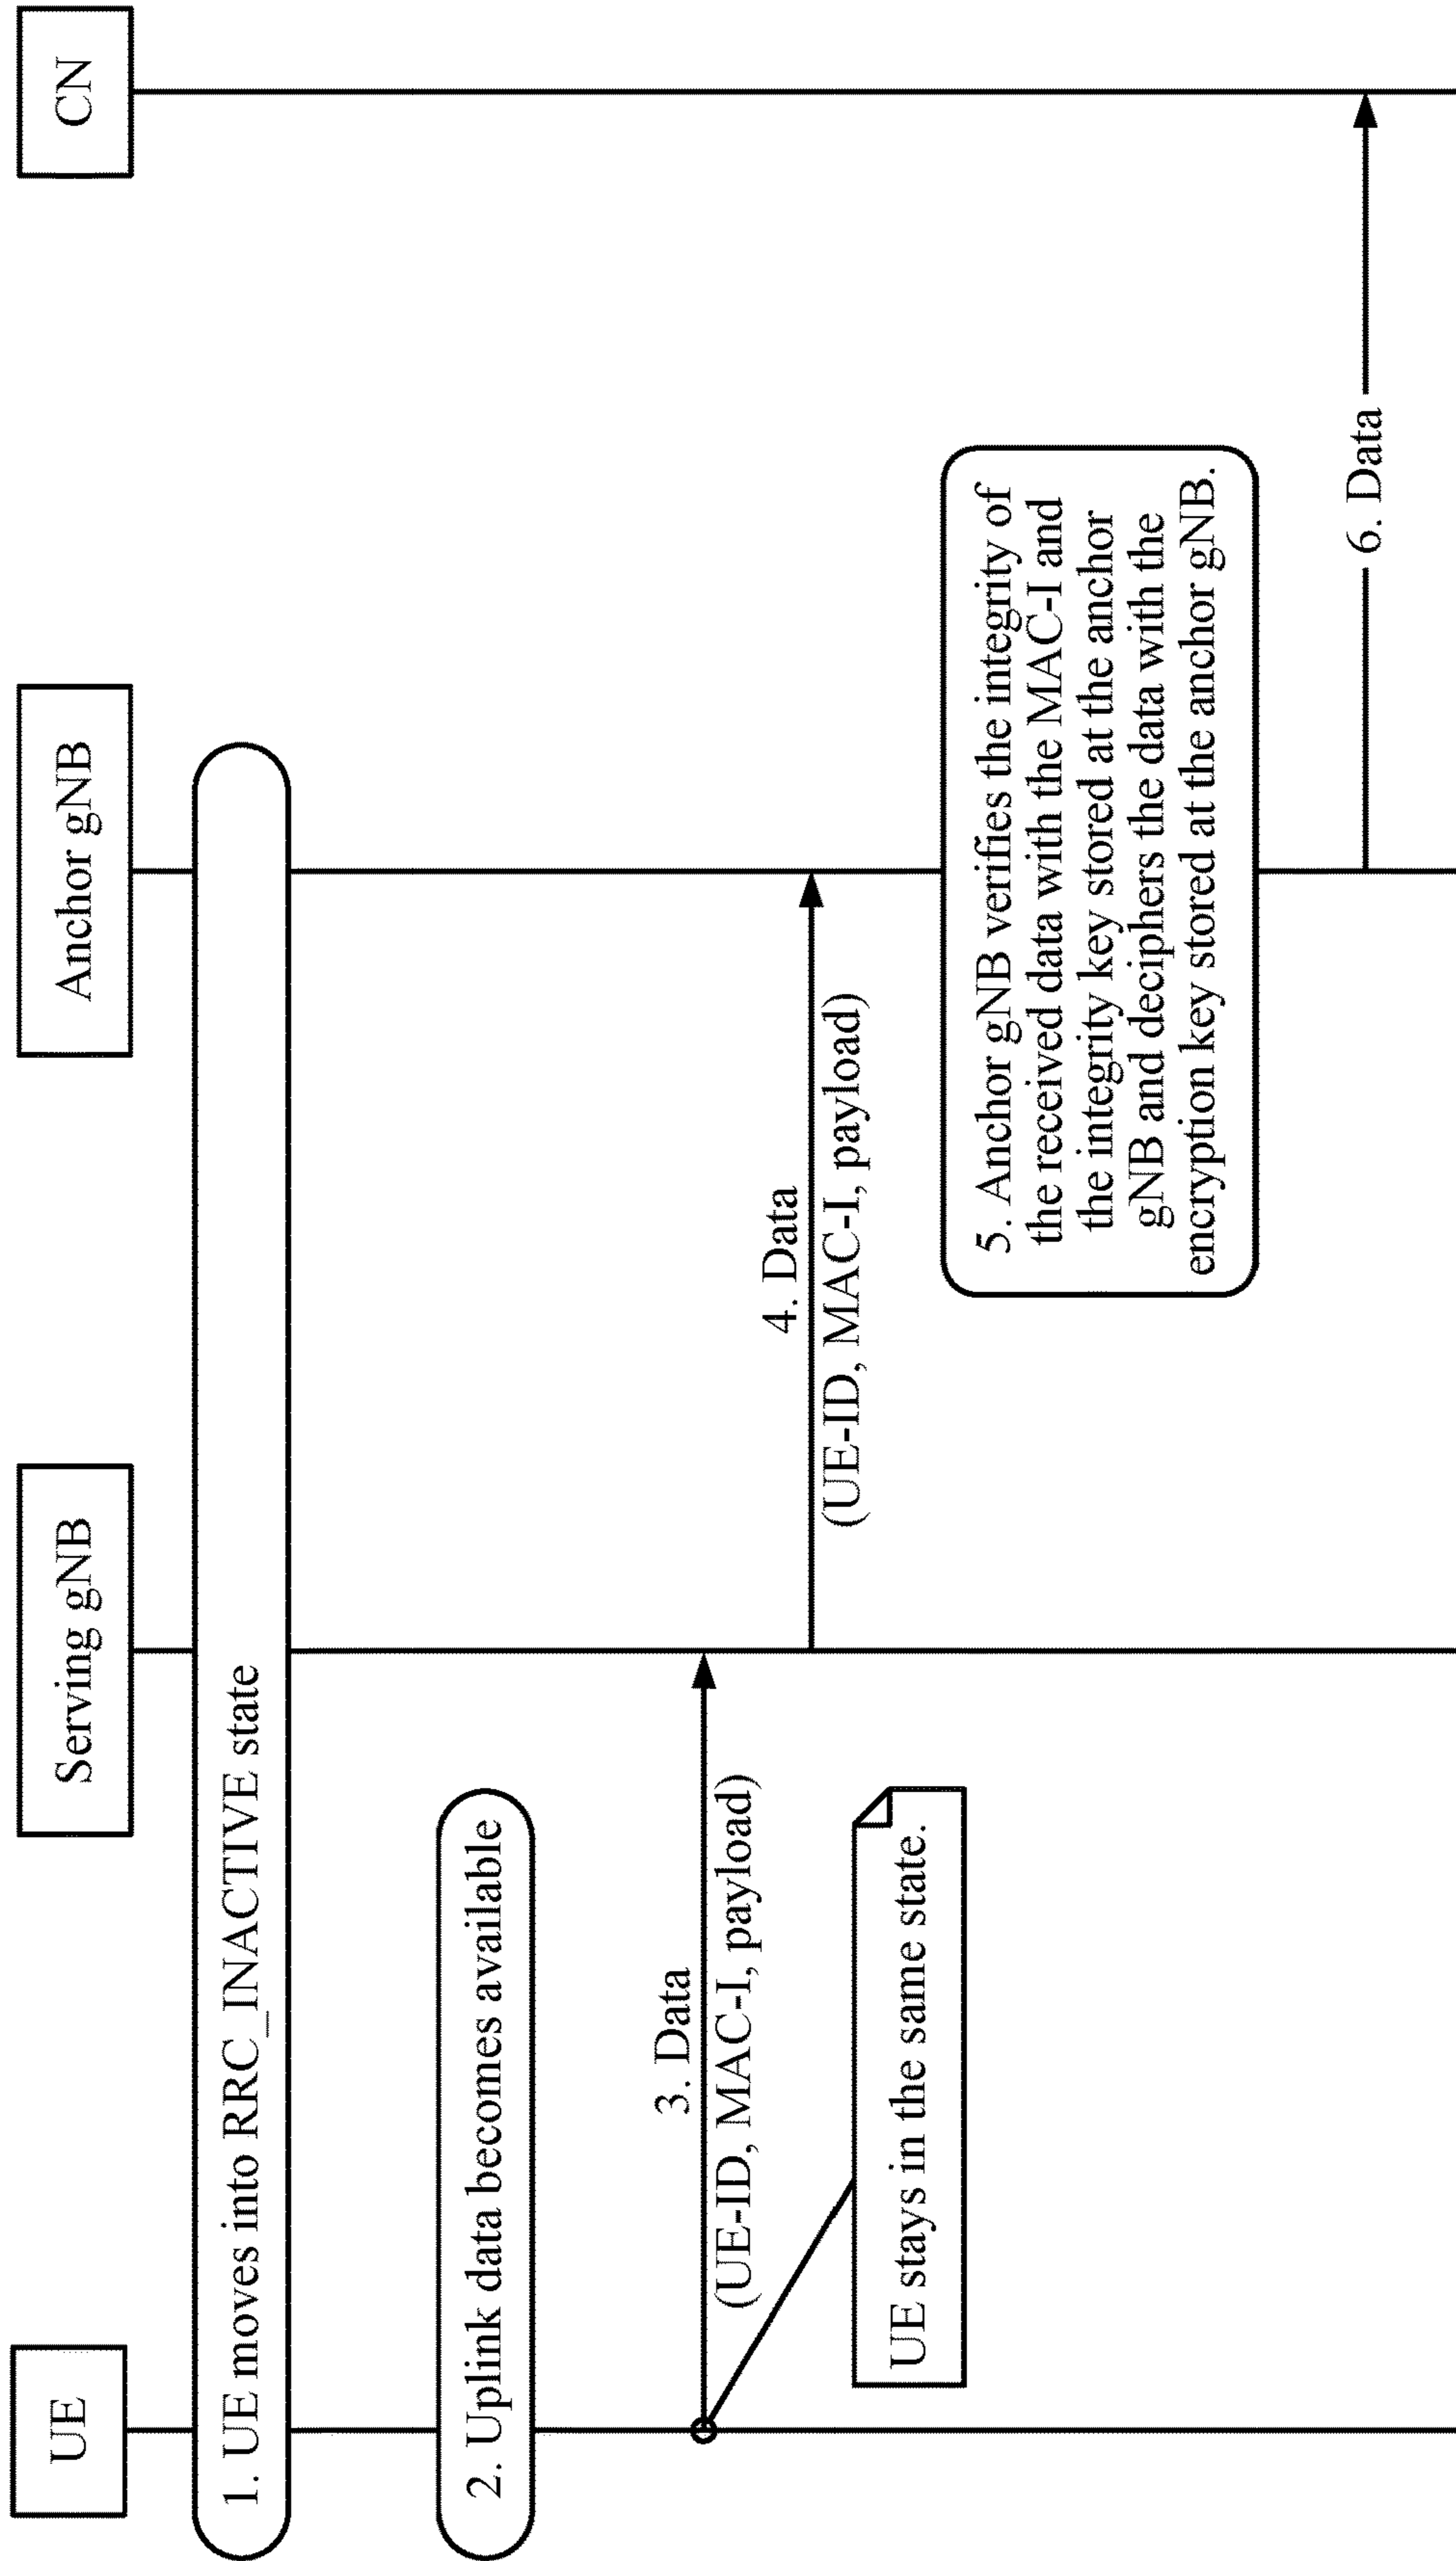 UE
Serving gNB
Anchor gNB
CN
1. UE moves into RRC_INACTIVE state
2. Uplink data becomes available
3. Data
(UE-ID, MAC-I, payload)
UE stays in the same state.
4. Data
(UE-ID, MAC-I, payload)
5. Anchor gNB verifies the integrity of
the received data with the MAC-I and
the integrity key stored at the anchor
gNB and deciphers the data with the
encryption key stored at the anchor gNB.
6. Data